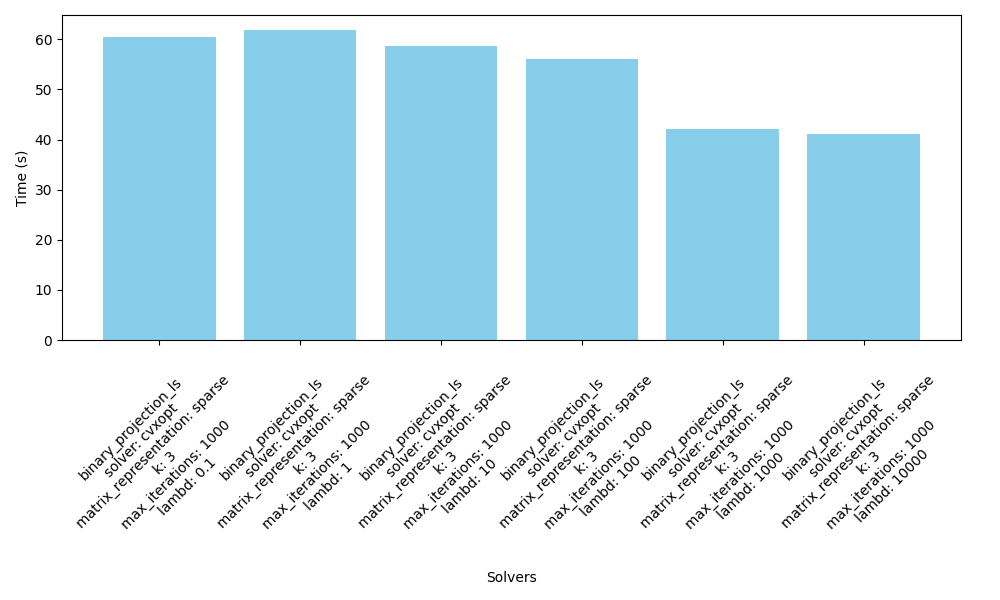 Time (s)
60
50
40
30
20
10
0
binary_projection_ls
solver: cvxopt
matrix_representation: sparse
k: 3
max_iterations: 1000
lambd: 0.1
binary_projection_ls
solver: cvxopt
matrix_representation: sparse
k: 3
max_iterations: 1000
lambd: 1
binary_projection_ls
solver: cvxopt
matrix_representation: sparse
k: 3
max_iterations: 1000
lambd: 10
binary_projection_ls
solver: cvxopt
matrix_representation: sparse
k: 3
max_iterations: 1000
lambd: 100
binary_projection_ls
solver: cvxopt
matrix_representation: sparse
k: 3
max_iterations: 1000
lambd: 1000
binary_projection_ls
solver: cvxopt
matrix_representation: sparse
k: 3
max_iterations: 1000
lambd: 10000
Solvers